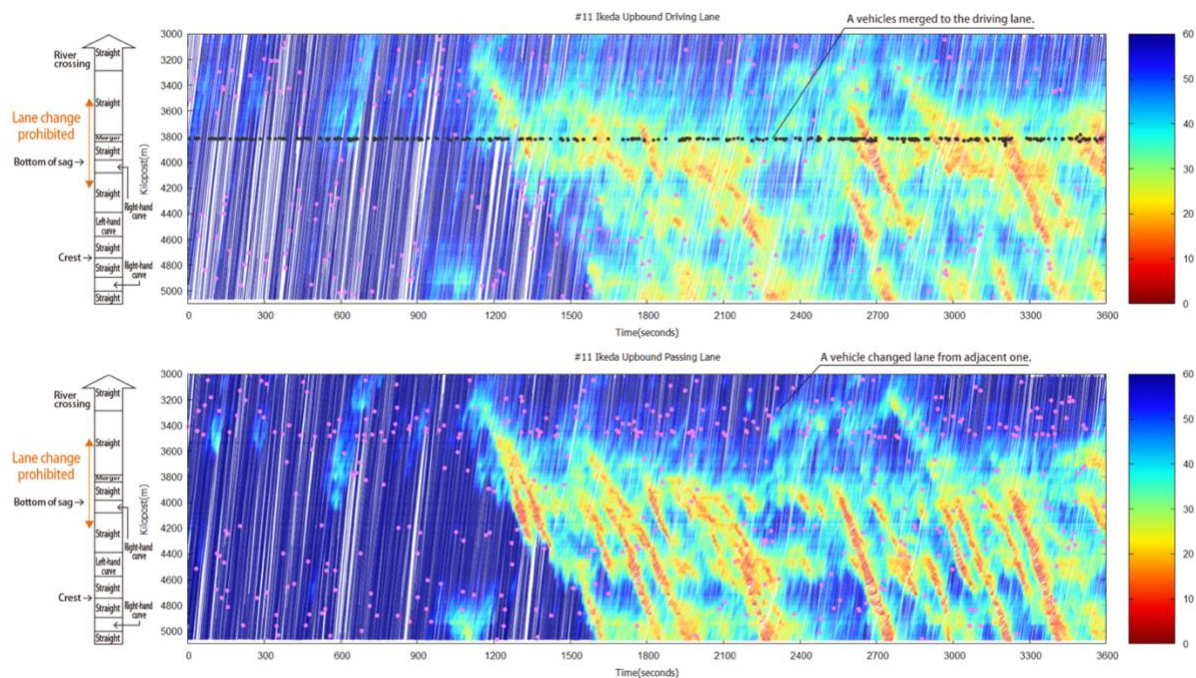 #11 Ikeda Upbound Driving Lane
A vehicles merged to the driving lane.
River
crossing
Straight
Straight
Lane change
prohibited
Merger
Straight
Bottom of sag
Straight
Right-hand
curve
Left-hand
curve
Straight
Crest
Straight
Right-hand
curve
Straight
Kilopost(m)
3000
3200
3400
3600
3800
4000
4200
4400
4600
4800
5000
0 300 600 900 1200 1500 1800 2100 2400 2700 3000 3300 3600
Time(seconds)
60
50
40
30
20
10
0
#11 Ikeda Upbound Passing Lane
A vehicle changed lane from adjacent one.
River
crossing
Straight
Straight
Lane change
prohibited
Merger
Straight
Bottom of sag
Straight
Right-hand
curve
Left-hand
curve
Straight
Crest
Straight
Right-hand
curve
Straight
Kilopost(m)
3000
3200
3400
3600
3800
4000
4200
4400
4600
4800
5000
0 300 600 900 1200 1500 1800 2100 2400 2700 3000 3300 3600
Time(seconds)
60
50
40
30
20
10
0